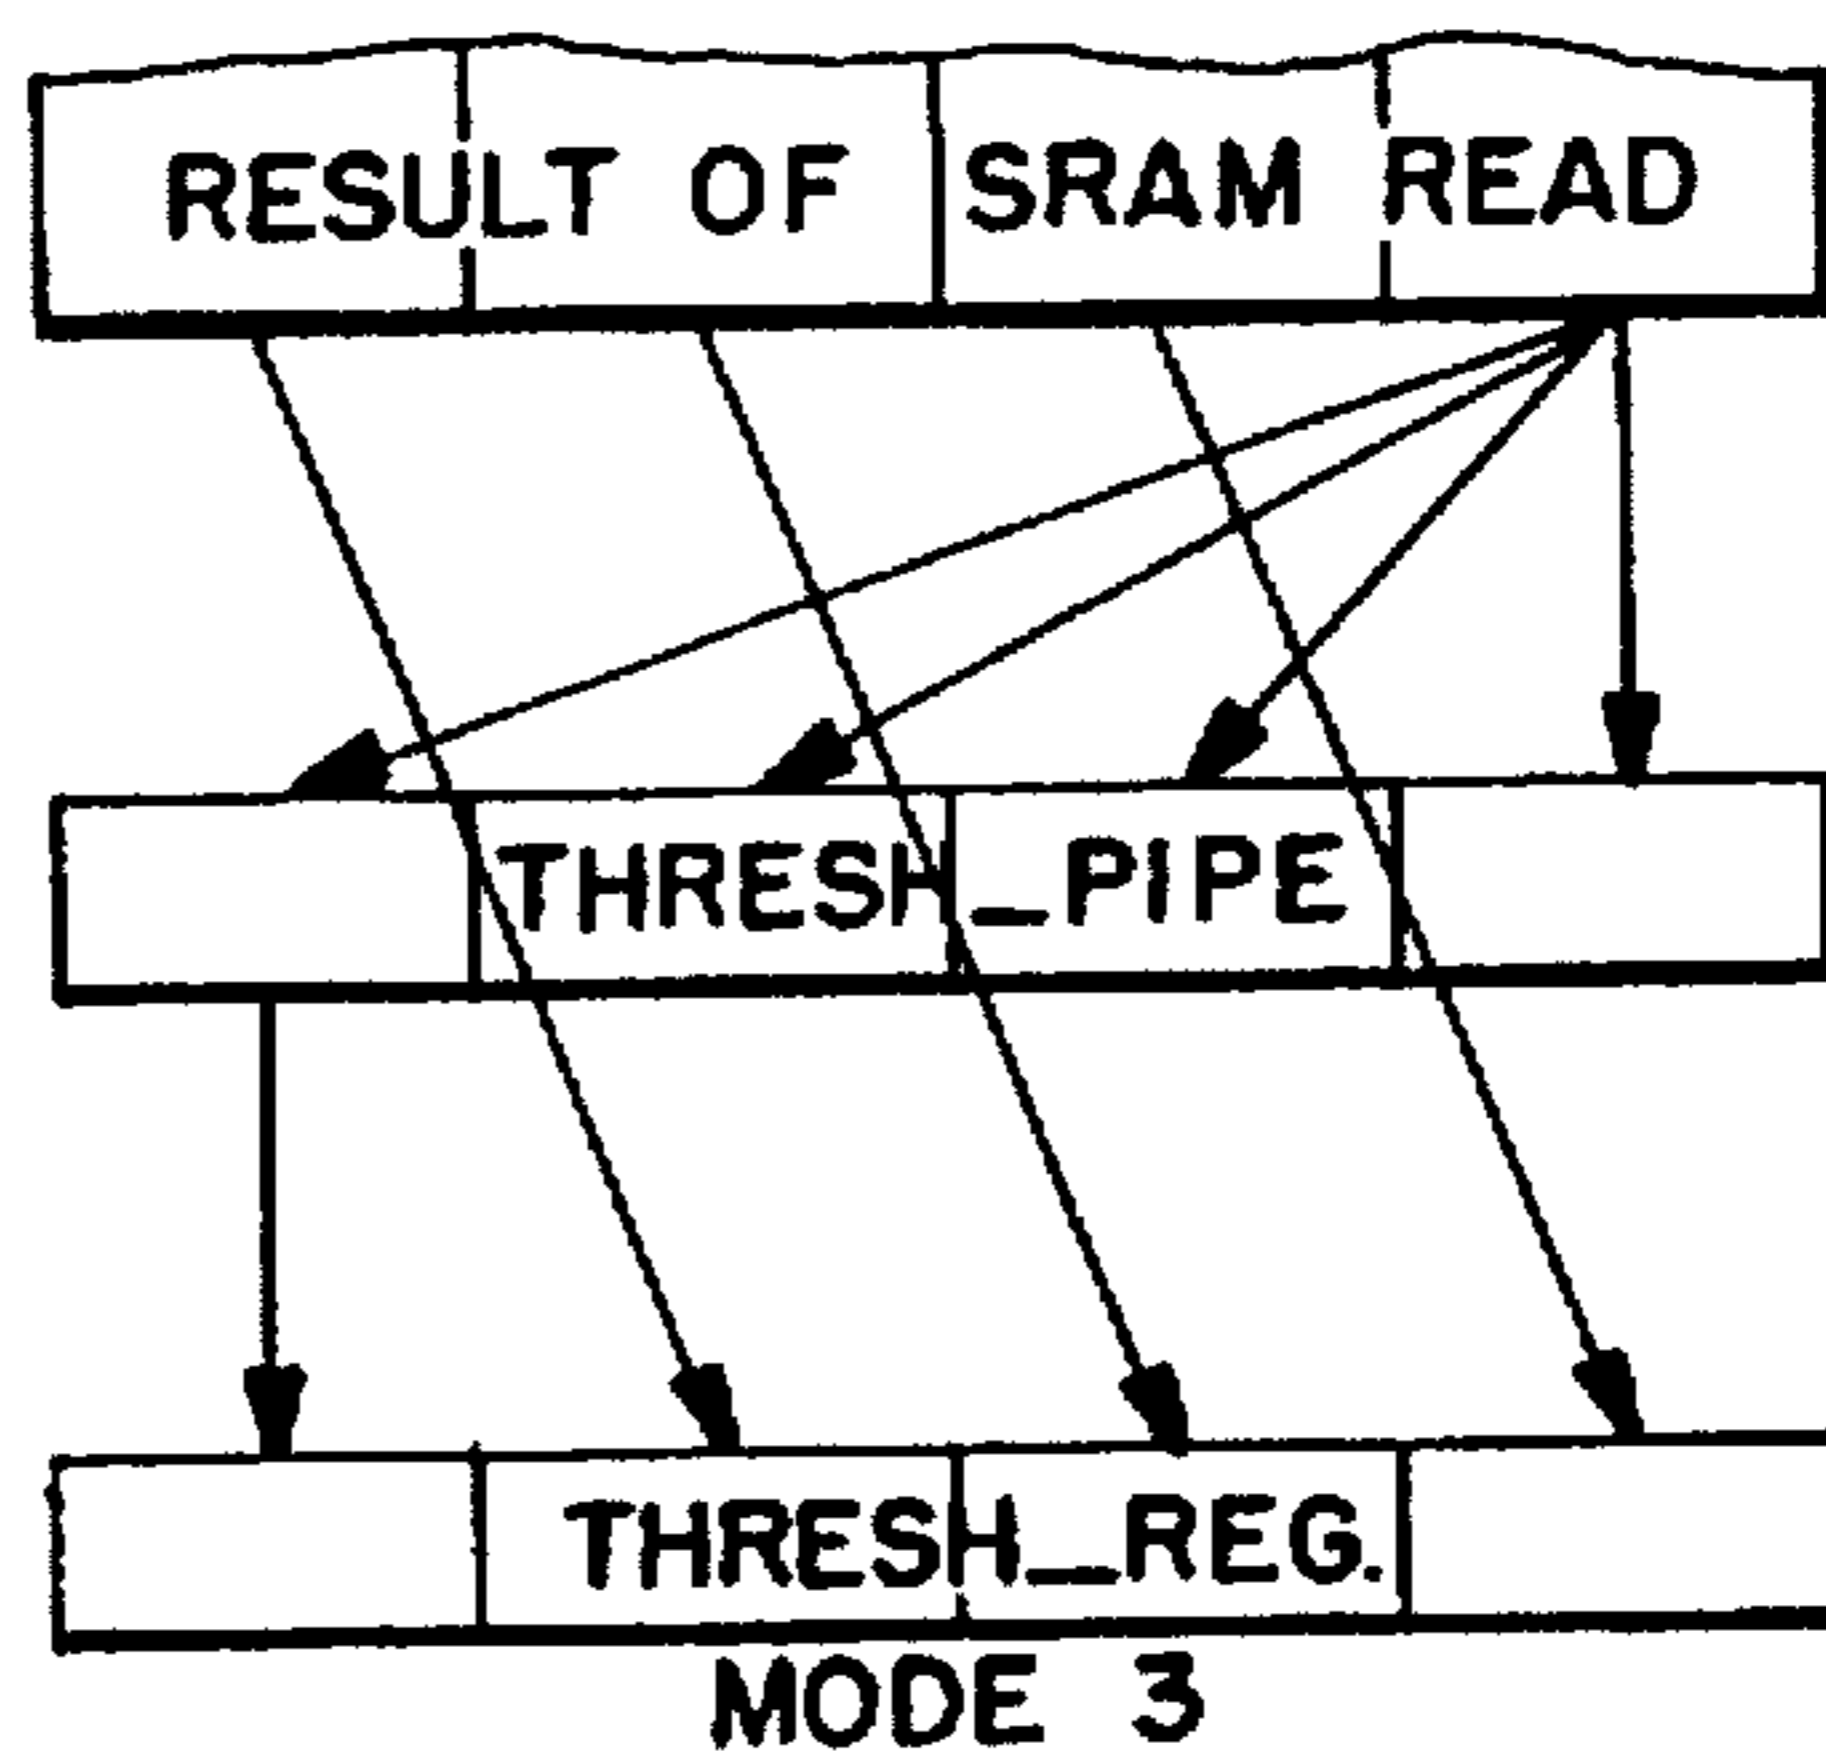 RESULT OF SRAM READ
THRESH_PIPE
THRESH_REG.
MODE 3